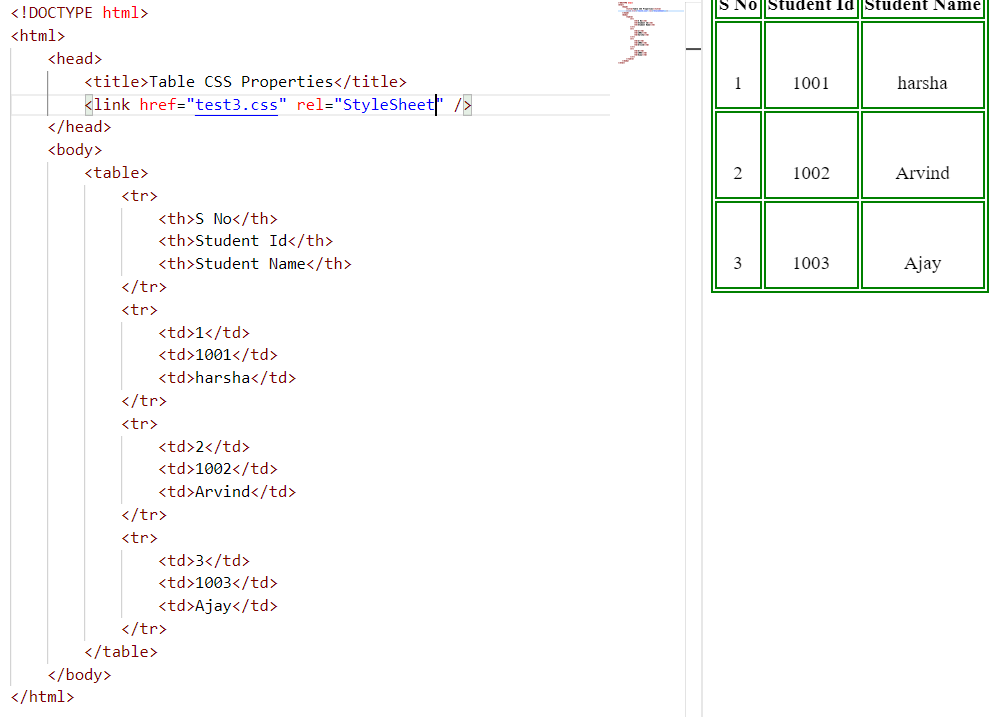 <!DOCTYPE html>
<html>
<head>
<title>Table CSS Properties</title>
<link href="test3.css" rel="StyleSheet" />
</head>
<body>
<table>
<tr>
<th>S No</th>
<th>Student Id</th>
<th>Student Name</th>
</tr>
<tr>
<td>1</td>
<td>1001</td>
<td>harsha</td>
</tr>
<tr>
<td>2</td>
<td>1002</td>
<td>Arvind</td>
</tr>
<tr>
<td>3</td>
<td>1003</td>
<td>Ajay</td>
</tr>
</table>
</body>
</html>
S No Student Id Student Name
1 1001 harsha
2 1002 Arvind
3 1003 Ajay